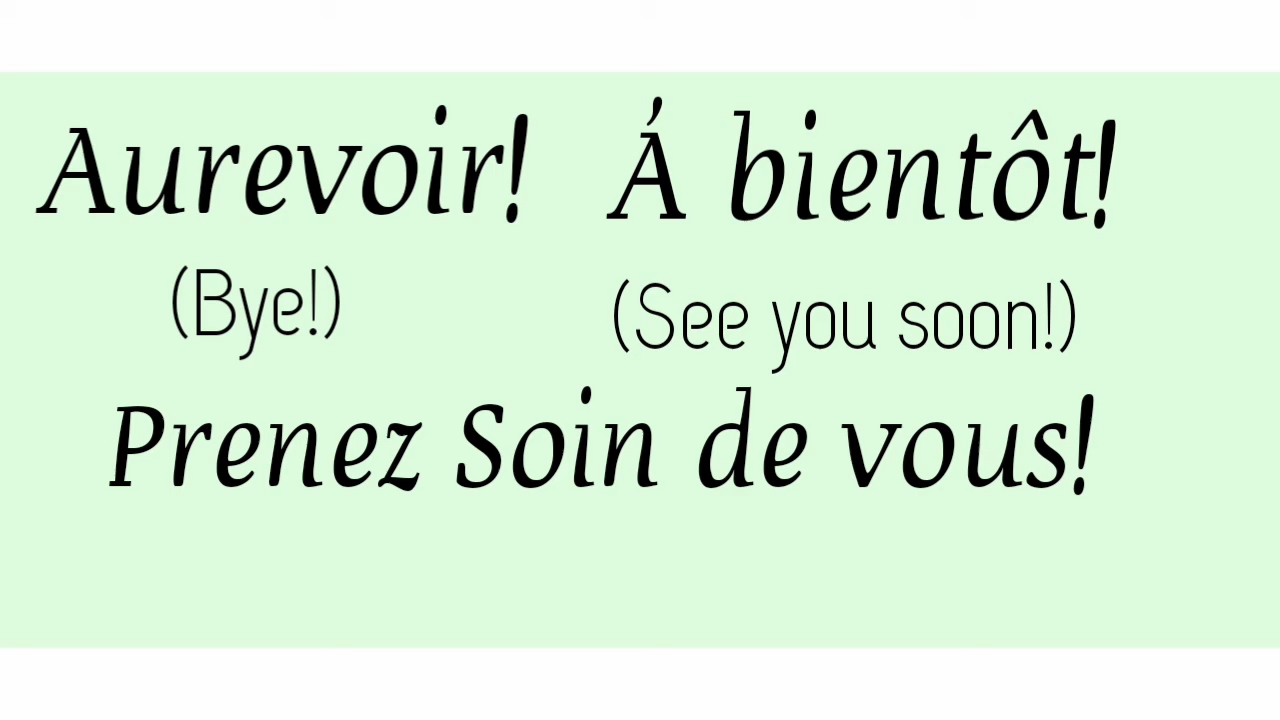 Aurevoir! Á bientôt!
(Bye!) (See you soon!)
Prenez Soin de vous!